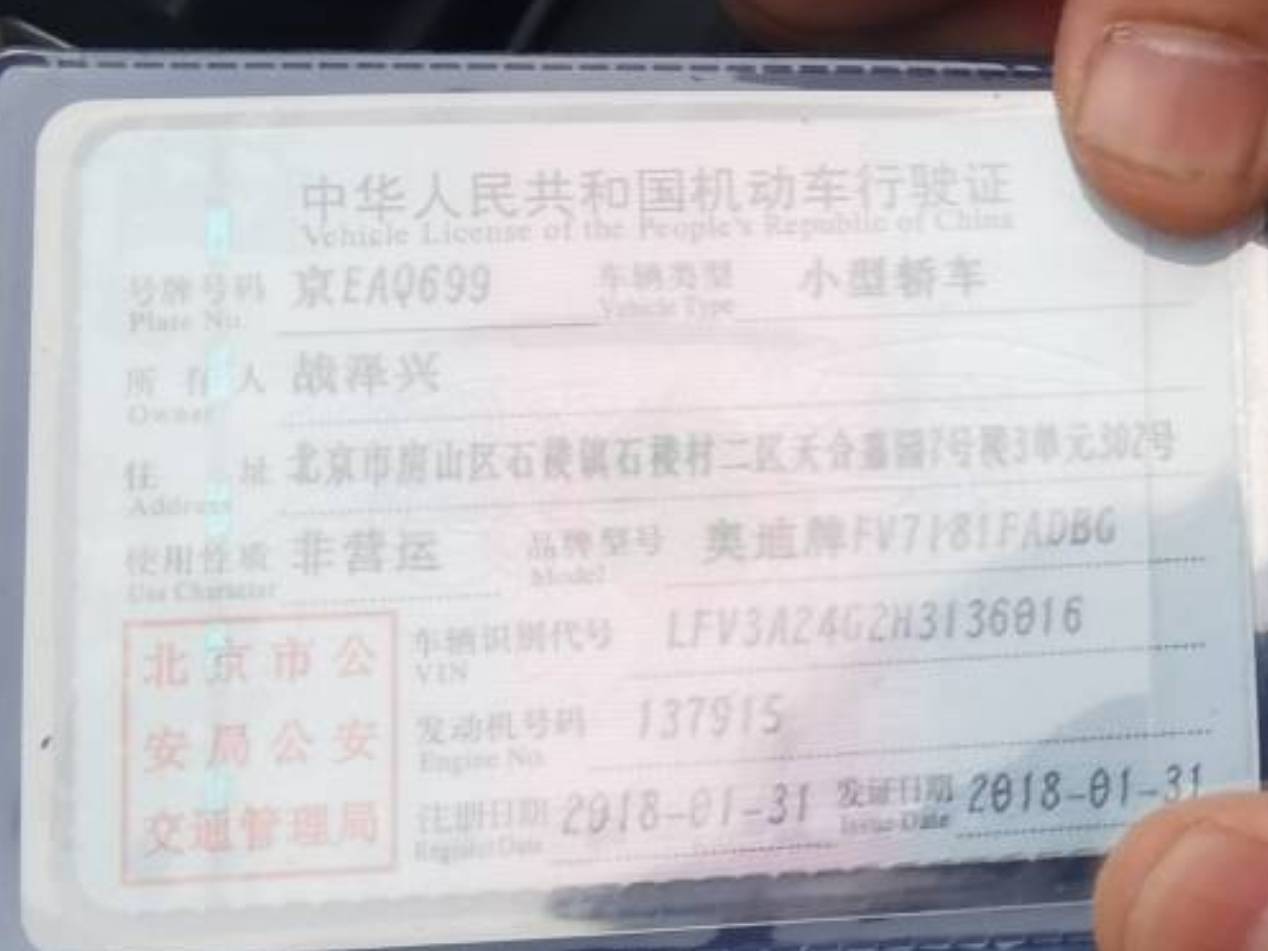 中华人民共和国机动车行驶证
Vehicle License of the People's Republic of China
号牌号码 京EAQ699 车辆类型 小型轿车
Plate No. Vehicle Type
所有人 战泽兴
Owner
住址 北京市房山区石楼镇石楼村二区天合嘉园7号楼3单元302号
Address
使用性质 非营运 品牌型号 奥迪牌FV7181FADBG
Use Character Model
车辆识别代号 LFV3A24G2H3136016
VIN
发动机号码 137915
Engine No.
注册日期 2018-01-31 发证日期 2018-01-31
Register Date Issue Date
北京市公
安局公安
交通管理局